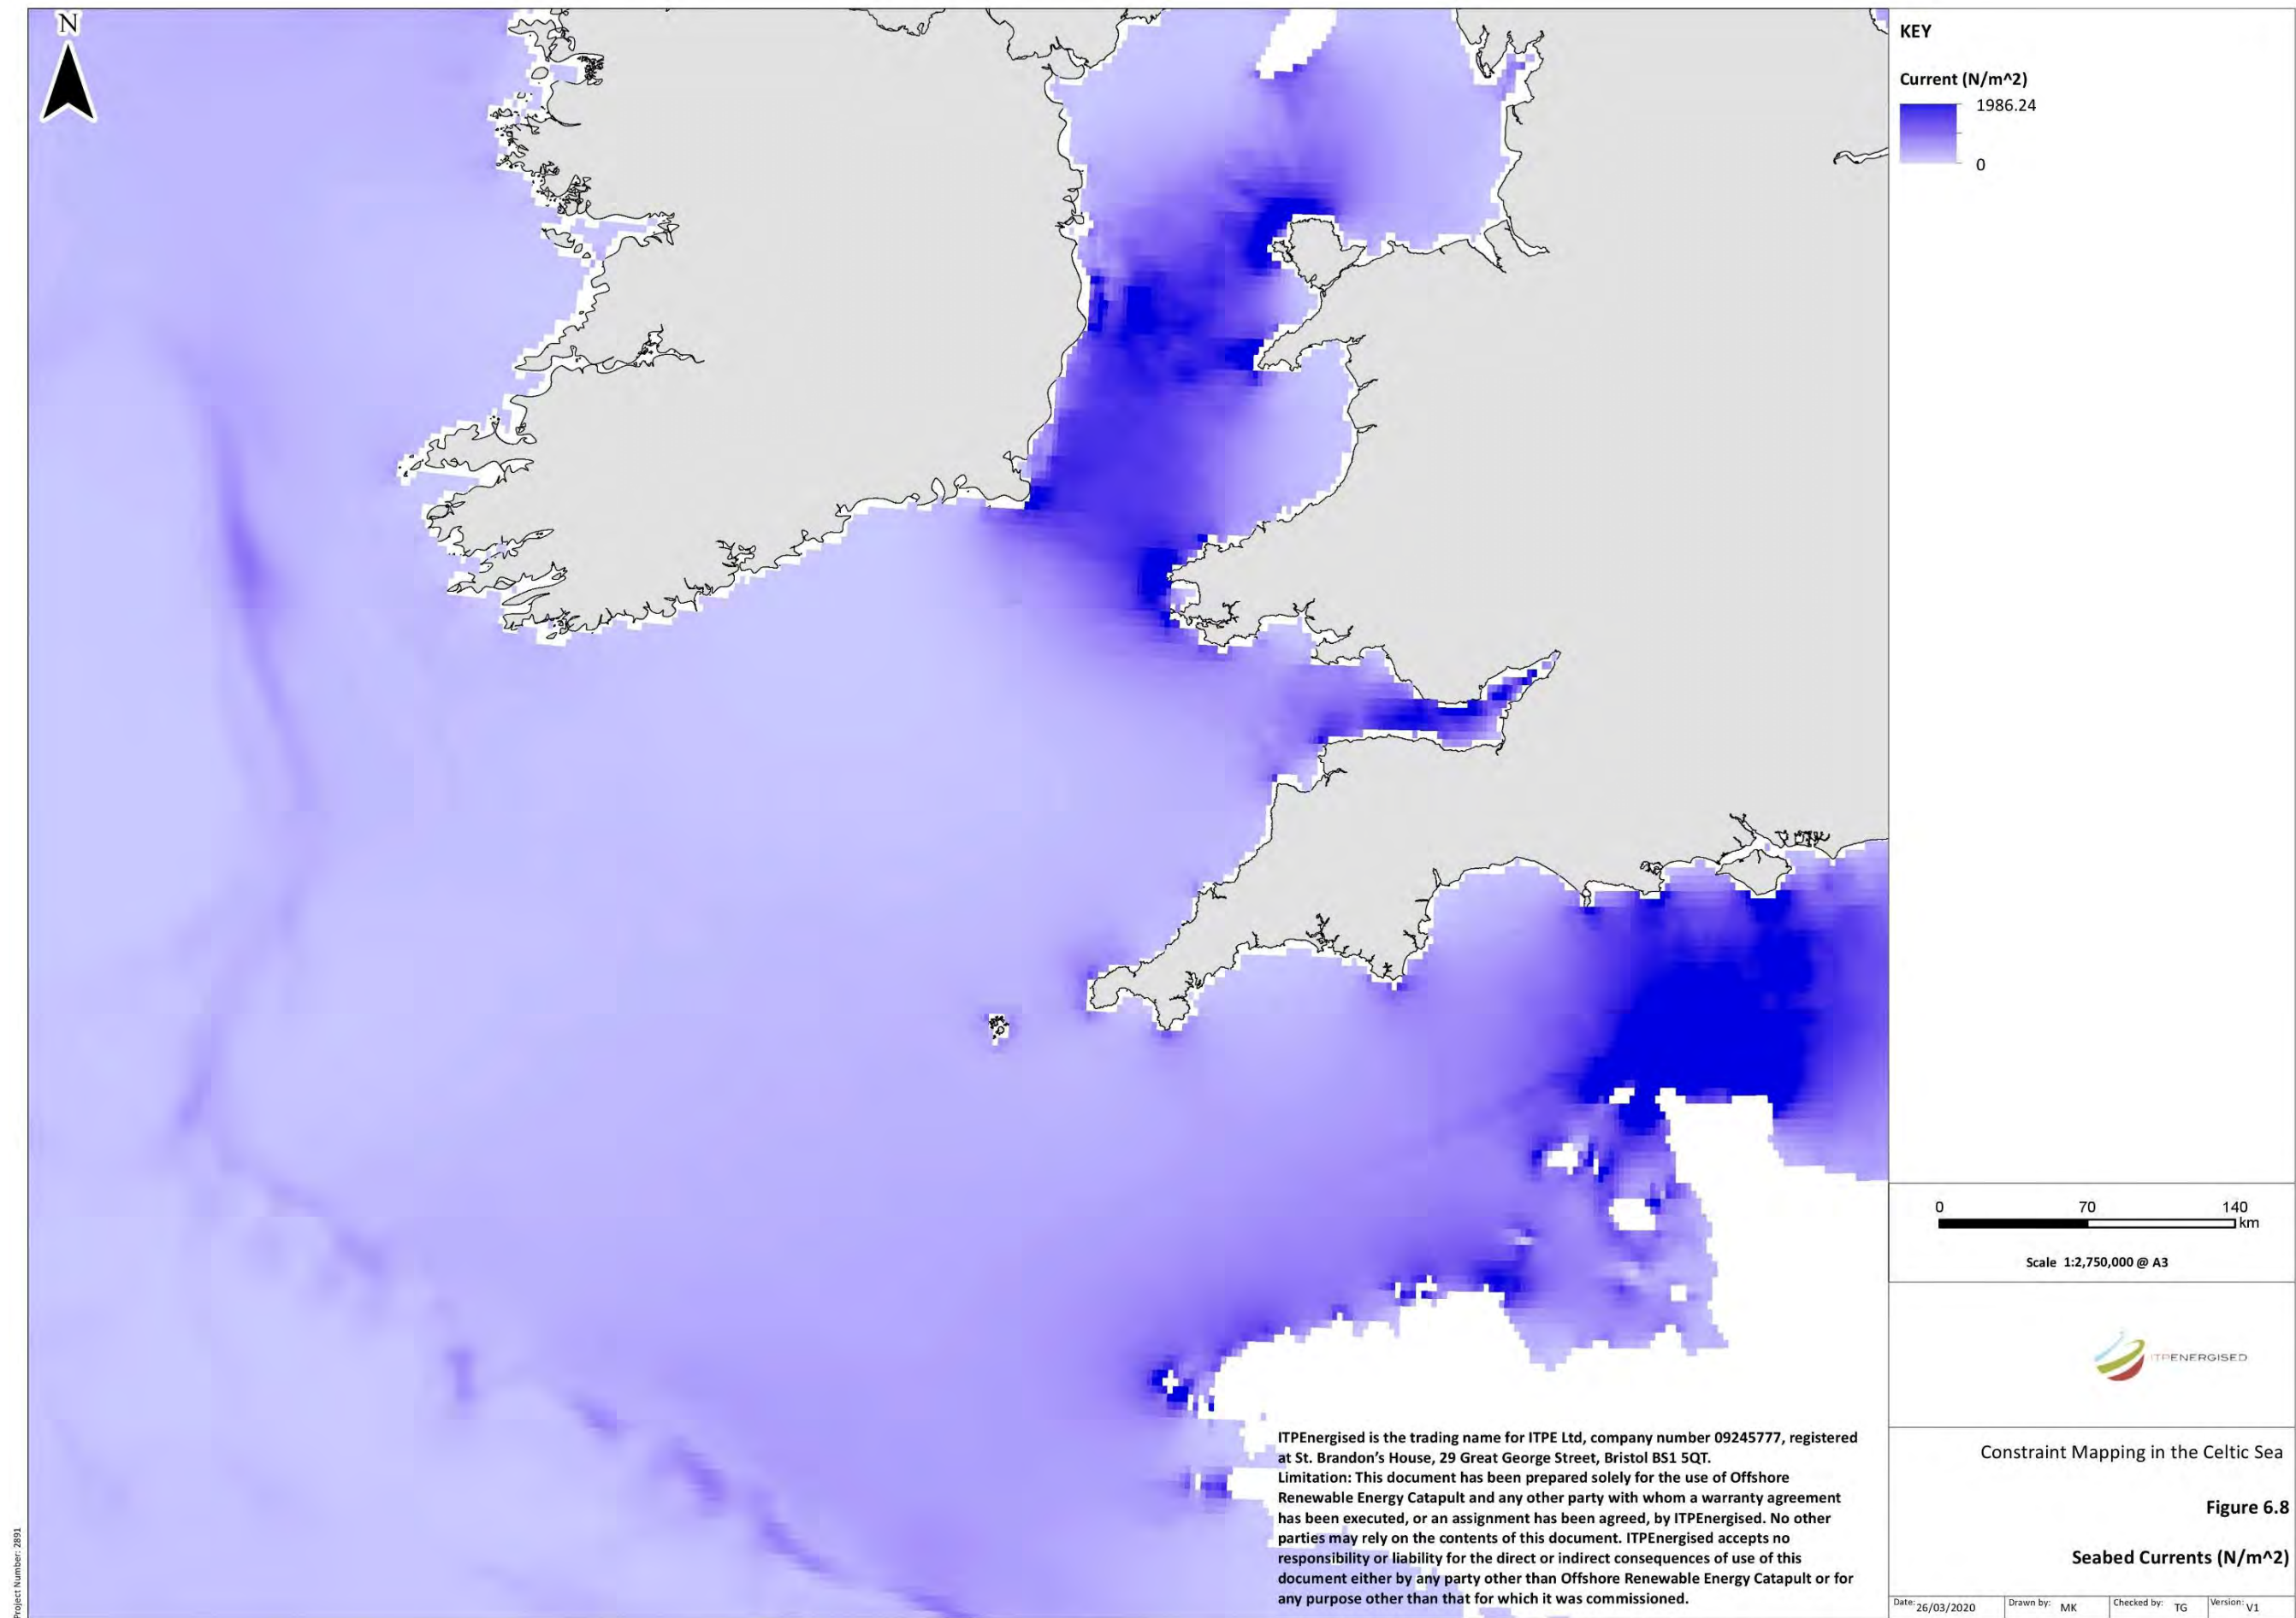 N
KEY
Current (N/m^2)
1986.24
0
0 70 140
km
Scale 1:2,750,000 @ A3
ITPENERGISED
ITPEnergised is the trading name for ITPE Ltd, company number 09245777, registered
at St. Brandon's House, 29 Great George Street, Bristol BS1 5QT.
Limitation: This document has been prepared solely for the use of Offshore
Renewable Energy Catapult and any other party with whom a warranty agreement
has been executed, or an assignment has been agreed, by ITPEnergised. No other
parties may rely on the contents of this document. ITPEnergised accepts no
responsibility or liability for the direct or indirect consequences of use of this
document either by any party other than Offshore Renewable Energy Catapult or for
any purpose other than that for which it was commissioned.
Constraint Mapping in the Celtic Sea
Figure 6.8
Seabed Currents (N/m^2)
Date: 26/03/2020 Drawn by: MK Checked by: TG Version: V1
Project Number: 2891